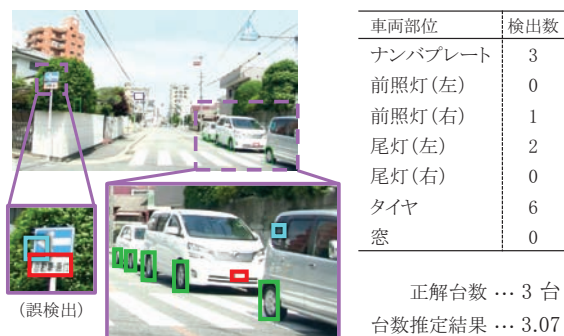 車両部位 検出数
ナンバプレート 3
前照灯(左) 0
前照灯(右) 1
尾灯(左) 2
尾灯(右) 0
タイヤ 6
窓 0
(誤検出)
正解台数 … 3 台
台数推定結果 … 3.07